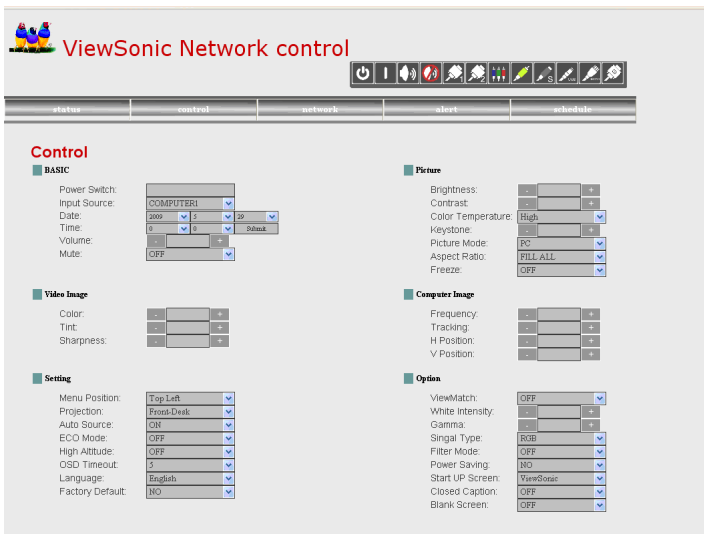 ViewSonic Network control
1
2
S
status control network alert schedule
Control
BASIC
Power Switch:
Input Source: COMPUTER1
Date: 2009 5 29
Time: 0 0 Submit
Volume: - +
Mute: OFF
Picture
Brightness: - +
Contrast: - +
Color Temperature: High
Keystone: - +
Picture Mode: PC
Aspect Ratio: FILL ALL
Freeze: OFF
Video Image
Color: - +
Tint: - +
Sharpness: - +
Computer Image
Frequency: - +
Tracking: - +
H Position: - +
V Position: - +
Setting
Menu Position: Top Left
Projection: Front-Desk
Auto Source: ON
ECO Mode: OFF
High Altitude: OFF
OSD Timeout: 5
Language: English
Factory Default: NO
Option
ViewMatch: OFF
White Intensity: - +
Gamma: - +
Singal Type: RGB
Filter Mode: OFF
Power Saving: NO
Start UP Screen: ViewSonic
Closed Caption: OFF
Blank Screen: OFF